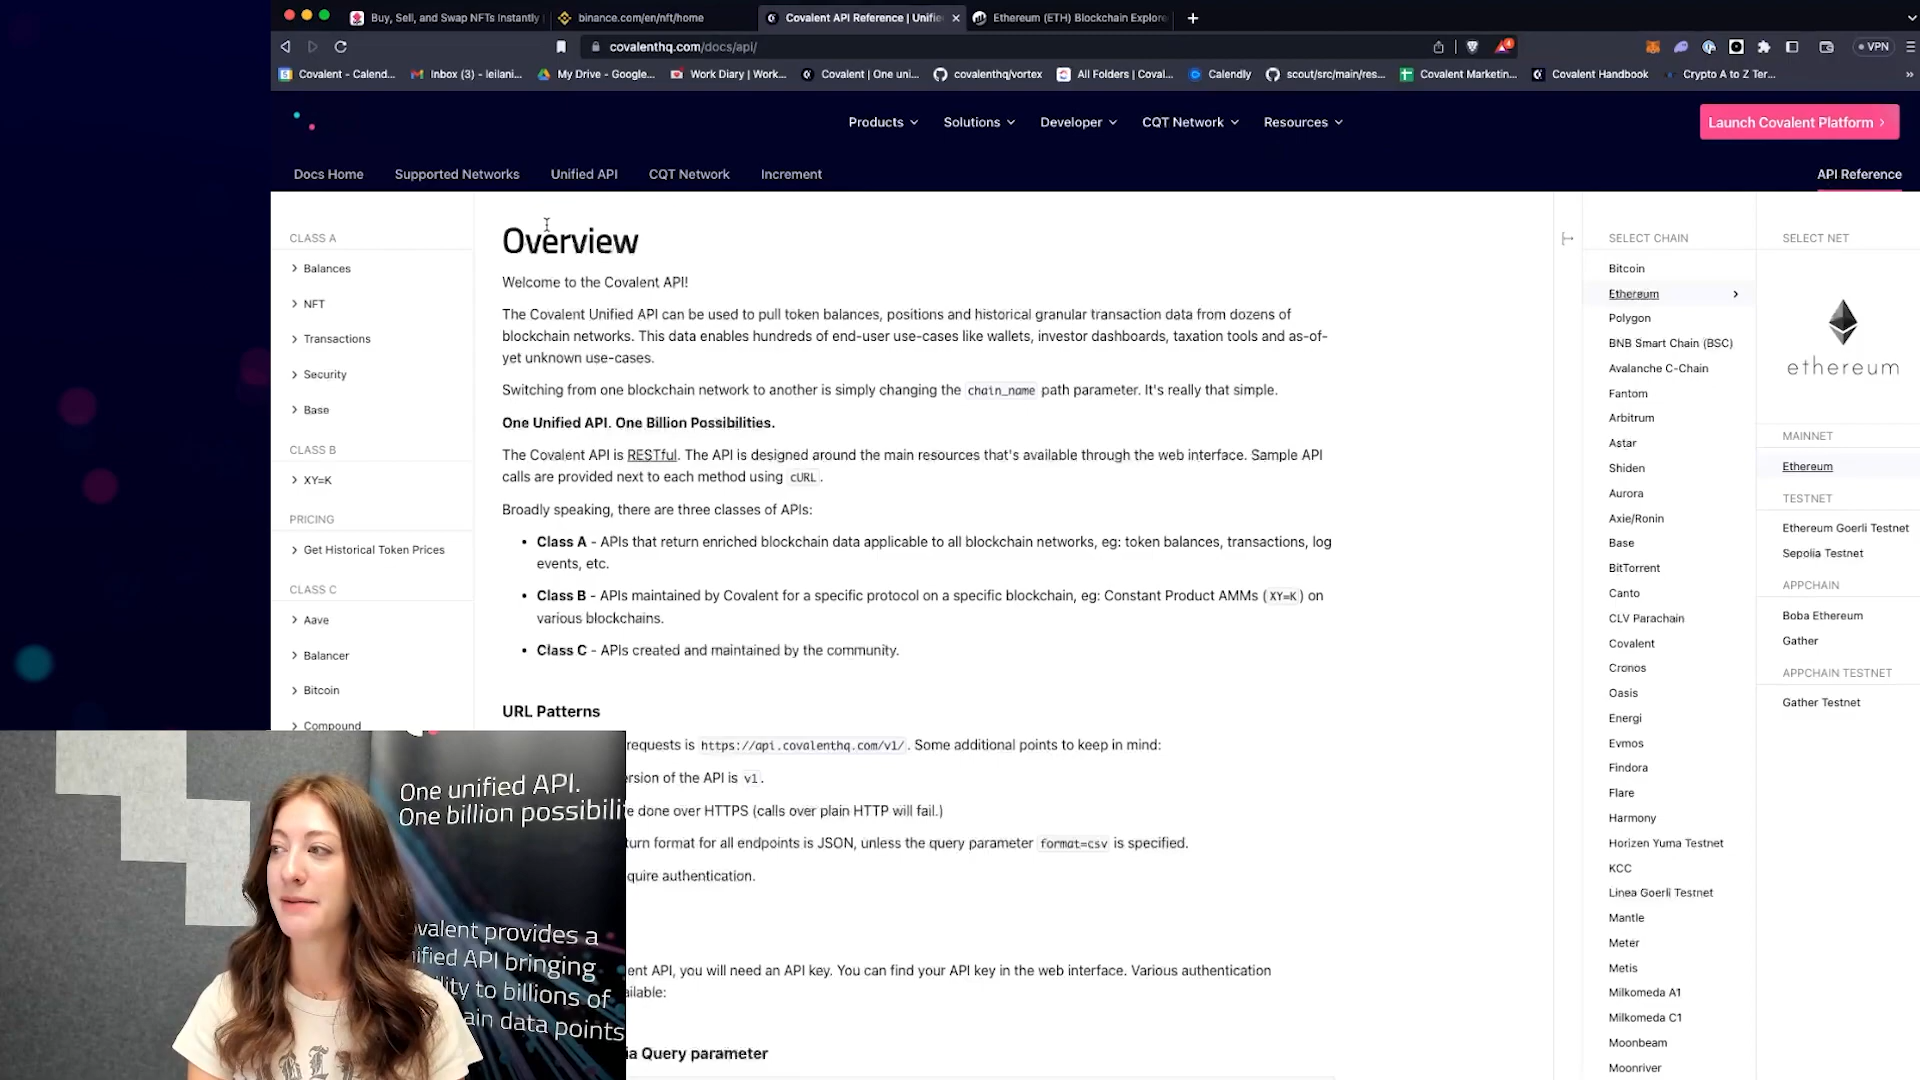 Buy, Sell, and Swap NFTs Instantly
binance.com/en/nft/home
Covalent API Reference | Unifie
Ethereum (ETH) Blockchain Explore
covalenthq.com/docs/api/
4
VPN
Covalent - Calend...
Inbox (3) - leilani...
My Drive - Google...
Work Diary | Work...
Covalent | One uni...
covalenthq/vortex
All Folders | Coval...
Calendly
scout/src/main/res...
Covalent Marketin...
Covalent Handbook
Crypto A to Z Ter...
Products
Solutions
Developer
CQT Network
Resources
Launch Covalent Platform
Docs Home
Supported Networks
Unified API
CQT Network
Increment
API Reference
CLASS A
Balances
NFT
Transactions
Security
Base
CLASS B
XY=K
PRICING
Get Historical Token Prices
CLASS C
Aave
Balancer
Bitcoin
Compound
Overview
Welcome to the Covalent API!
The Covalent Unified API can be used to pull token balances, positions and historical granular transaction data from dozens of
blockchain networks. This data enables hundreds of end-user use-cases like wallets, investor dashboards, taxation tools and as-of-
yet unknown use-cases.
Switching from one blockchain network to another is simply changing the chain_name path parameter. It's really that simple.
One Unified API. One Billion Possibilities.
The Covalent API is RESTful. The API is designed around the main resources that's available through the web interface. Sample API
calls are provided next to each method using cURL.
Broadly speaking, there are three classes of APIs:
• Class A - APIs that return enriched blockchain data applicable to all blockchain networks, eg: token balances, transactions, log
events, etc.
• Class B - APIs maintained by Covalent for a specific protocol on a specific blockchain, eg: Constant Product AMMs (XY=K) on
various blockchains.
• Class C - APIs created and maintained by the community.
URL Patterns
requests is https://api.covalenthq.com/v1/. Some additional points to keep in mind:
ersion of the API is v1.
e done over HTTPS (calls over plain HTTP will fail.)
turn format for all endpoints is JSON, unless the query parameter format=csv is specified.
quire authentication.
ent API, you will need an API key. You can find your API key in the web interface. Various authentication
ailable:
ia Query parameter
SELECT CHAIN
Bitcoin
Ethereum
Polygon
BNB Smart Chain (BSC)
Avalanche C-Chain
Fantom
Arbitrum
Astar
Shiden
Aurora
Axie/Ronin
Base
BitTorrent
Canto
CLV Parachain
Covalent
Cronos
Oasis
Energi
Evmos
Findora
Flare
Harmony
Horizen Yuma Testnet
KCC
Linea Goerli Testnet
Mantle
Meter
Metis
Milkomeda A1
Milkomeda C1
Moonbeam
Moonriver
SELECT NET
ethereum
MAINNET
Ethereum
TESTNET
Ethereum Goerli Testnet
Sepolia Testnet
APPCHAIN
Boba Ethereum
Gather
APPCHAIN TESTNET
Gather Testnet
One unified API.
One billion possibili
ovalent provides a
ified API bringing
ility to billions of
ain data points